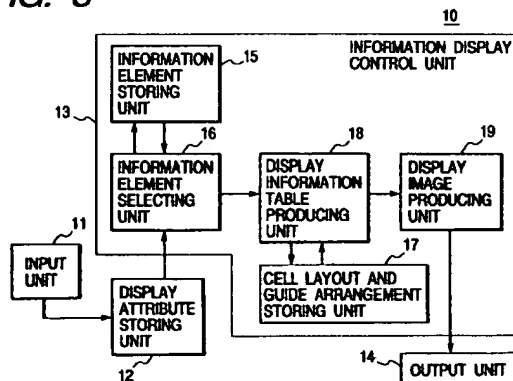 10
INFORMATION DISPLAY
CONTROL UNIT
15
INFORMATION
ELEMENT
STORING
UNIT
13
16
INFORMATION
ELEMENT
SELECTING
UNIT
18
DISPLAY
INFORMATION
TABLE
PRODUCING
UNIT
19
DISPLAY
IMAGE
PRODUCING
UNIT
11
INPUT
UNIT
17
CELL LAYOUT AND
GUIDE ARRANGEMENT
STORING UNIT
DISPLAY
ATTRIBUTE
STORING
UNIT
12
14
OUTPUT UNIT